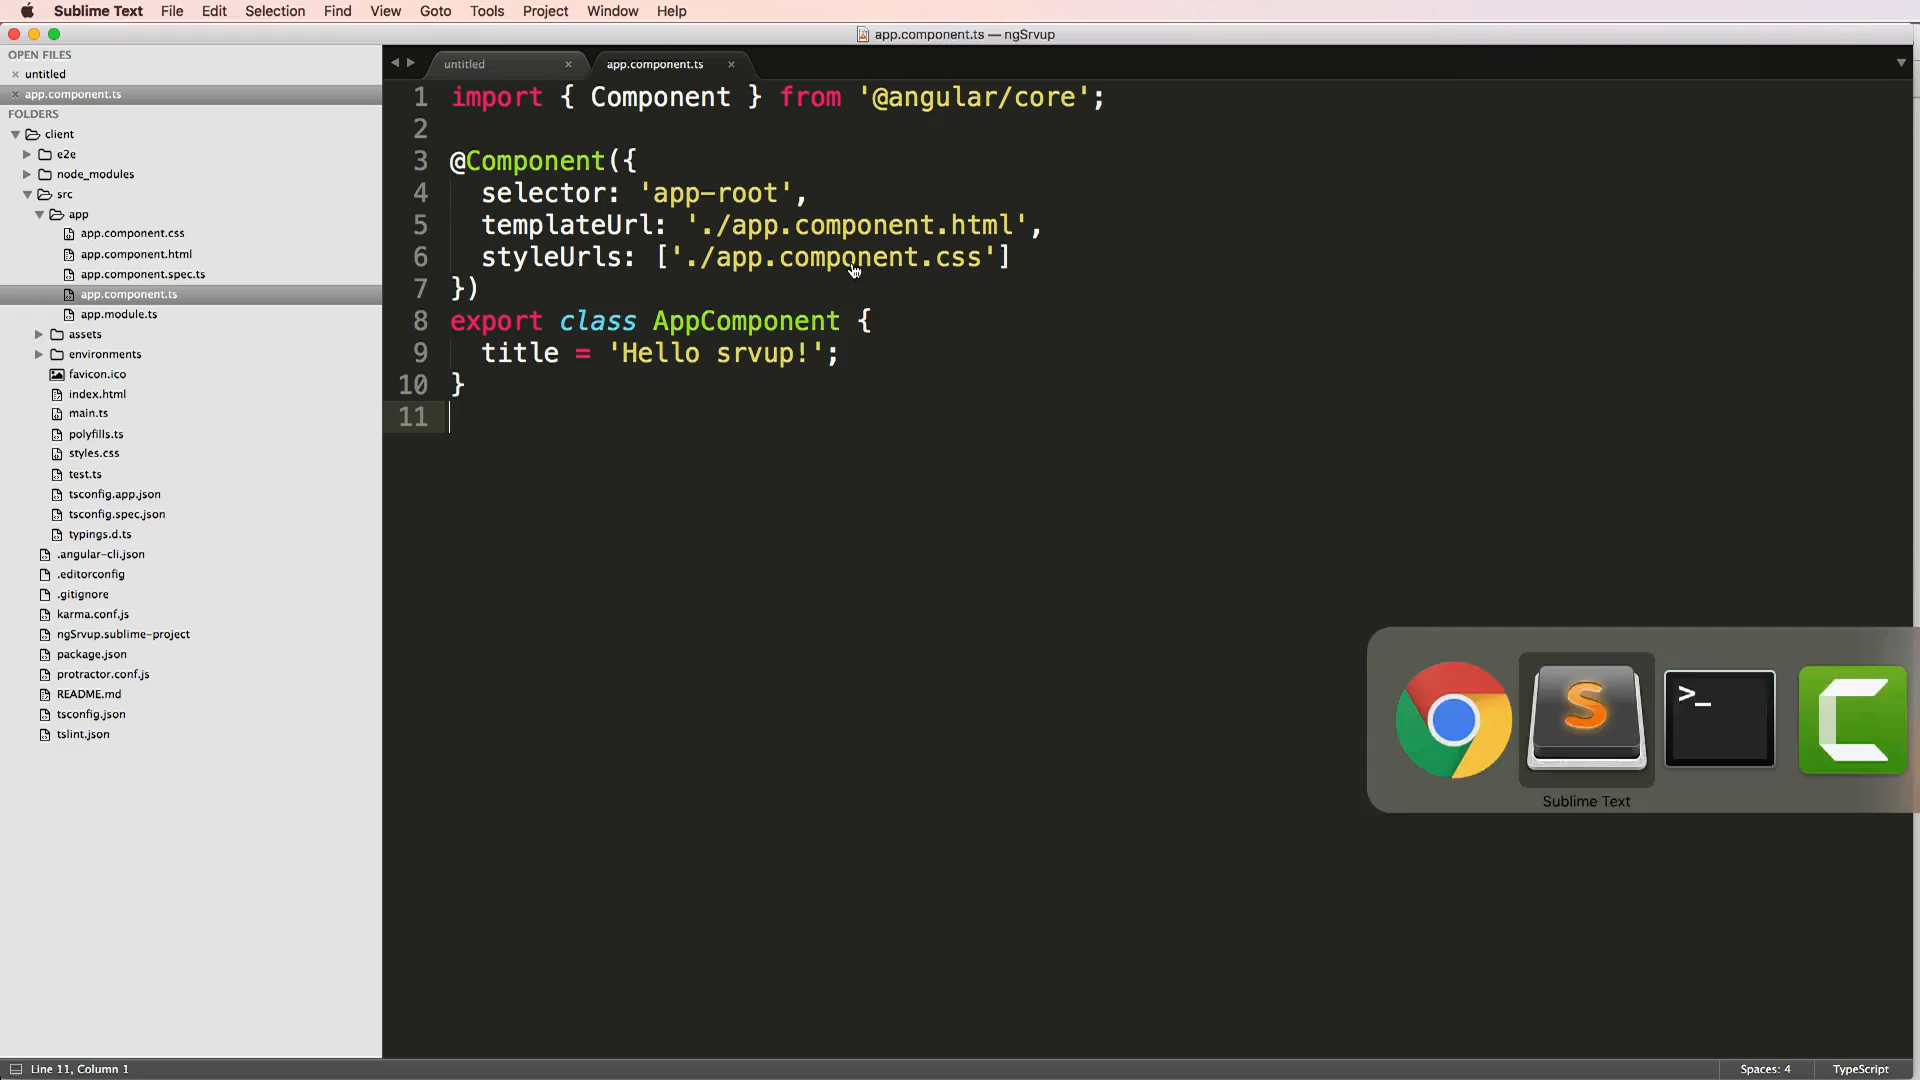 Sublime Text File Edit Selection Find View Goto Tools Project Window Help
app.component.ts — ngSrvup
OPEN FILES
untitled
app.component.ts
FOLDERS
client
e2e
node_modules
src
app
app.component.css
app.component.html
app.component.spec.ts
app.component.ts
app.module.ts
assets
environments
favicon.ico
index.html
main.ts
polyfills.ts
styles.css
test.ts
tsconfig.app.json
tsconfig.spec.json
typings.d.ts
.angular-cli.json
.editorconfig
.gitignore
karma.conf.js
ngSrvup.sublime-project
package.json
protractor.conf.js
README.md
tsconfig.json
tslint.json
untitled app.component.ts
1 import { Component } from '@angular/core';
2
3 @Component({
4 selector: 'app-root',
5 templateUrl: './app.component.html',
6 styleUrls: ['./app.component.css']
7 })
8 export class AppComponent {
9 title = 'Hello srvup!';
10 }
11
>_
Sublime Text
Line 11, Column 1 Spaces: 4 TypeScript